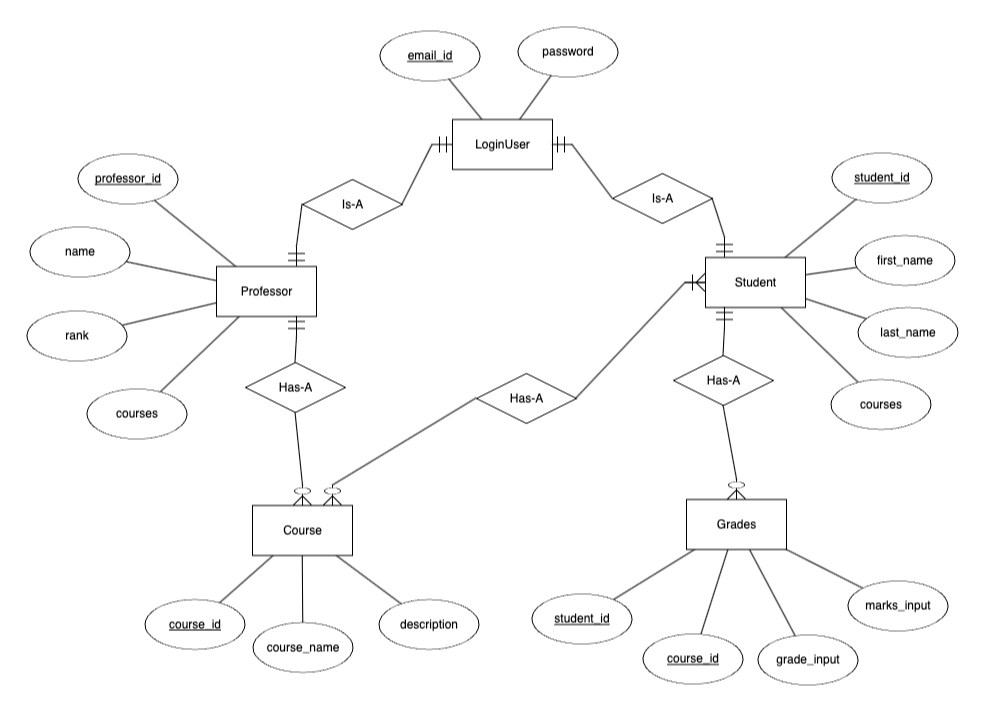 email_id
password
LoginUser
professor_id
student_id
Is-A
Is-A
name
first_name
Professor
Student
rank
last_name
Has-A
Has-A
Has-A
courses
courses
Course
Grades
course_id
description
student_id
marks_input
course_name
course_id
grade_input